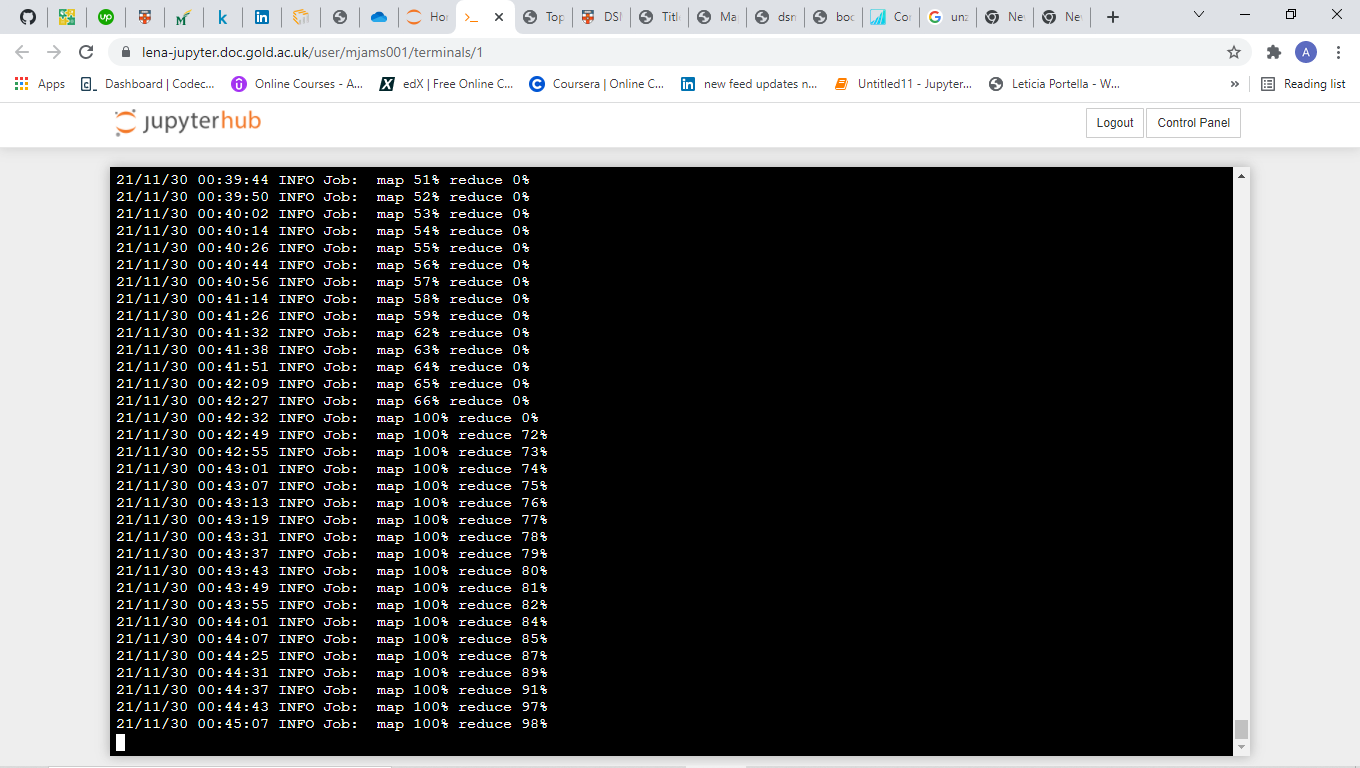 Ho
Top
DSN
Title
Ma
dsn
boo
Co
unz
Ne
Ne
lena-jupyter.doc.gold.ac.uk/user/mjams001/terminals/1
A
Apps
Dashboard | Codec...
Online Courses - A...
edX | Free Online C...
Coursera | Online C...
new feed updates n...
Untitled11 - Jupyter...
Leticia Portella - W...
Reading list
jupyterhub
Logout
Control Panel
21/11/30 00:39:44 INFO Job:  map 51% reduce 0%
21/11/30 00:39:50 INFO Job:  map 52% reduce 0%
21/11/30 00:40:02 INFO Job:  map 53% reduce 0%
21/11/30 00:40:14 INFO Job:  map 54% reduce 0%
21/11/30 00:40:26 INFO Job:  map 55% reduce 0%
21/11/30 00:40:44 INFO Job:  map 56% reduce 0%
21/11/30 00:40:56 INFO Job:  map 57% reduce 0%
21/11/30 00:41:14 INFO Job:  map 58% reduce 0%
21/11/30 00:41:26 INFO Job:  map 59% reduce 0%
21/11/30 00:41:32 INFO Job:  map 62% reduce 0%
21/11/30 00:41:38 INFO Job:  map 63% reduce 0%
21/11/30 00:41:51 INFO Job:  map 64% reduce 0%
21/11/30 00:42:09 INFO Job:  map 65% reduce 0%
21/11/30 00:42:27 INFO Job:  map 66% reduce 0%
21/11/30 00:42:32 INFO Job:  map 100% reduce 0%
21/11/30 00:42:49 INFO Job:  map 100% reduce 72%
21/11/30 00:42:55 INFO Job:  map 100% reduce 73%
21/11/30 00:43:01 INFO Job:  map 100% reduce 74%
21/11/30 00:43:07 INFO Job:  map 100% reduce 75%
21/11/30 00:43:13 INFO Job:  map 100% reduce 76%
21/11/30 00:43:19 INFO Job:  map 100% reduce 77%
21/11/30 00:43:31 INFO Job:  map 100% reduce 78%
21/11/30 00:43:37 INFO Job:  map 100% reduce 79%
21/11/30 00:43:43 INFO Job:  map 100% reduce 80%
21/11/30 00:43:49 INFO Job:  map 100% reduce 81%
21/11/30 00:43:55 INFO Job:  map 100% reduce 82%
21/11/30 00:44:01 INFO Job:  map 100% reduce 84%
21/11/30 00:44:07 INFO Job:  map 100% reduce 85%
21/11/30 00:44:25 INFO Job:  map 100% reduce 87%
21/11/30 00:44:31 INFO Job:  map 100% reduce 89%
21/11/30 00:44:37 INFO Job:  map 100% reduce 91%
21/11/30 00:44:43 INFO Job:  map 100% reduce 97%
21/11/30 00:45:07 INFO Job:  map 100% reduce 98%